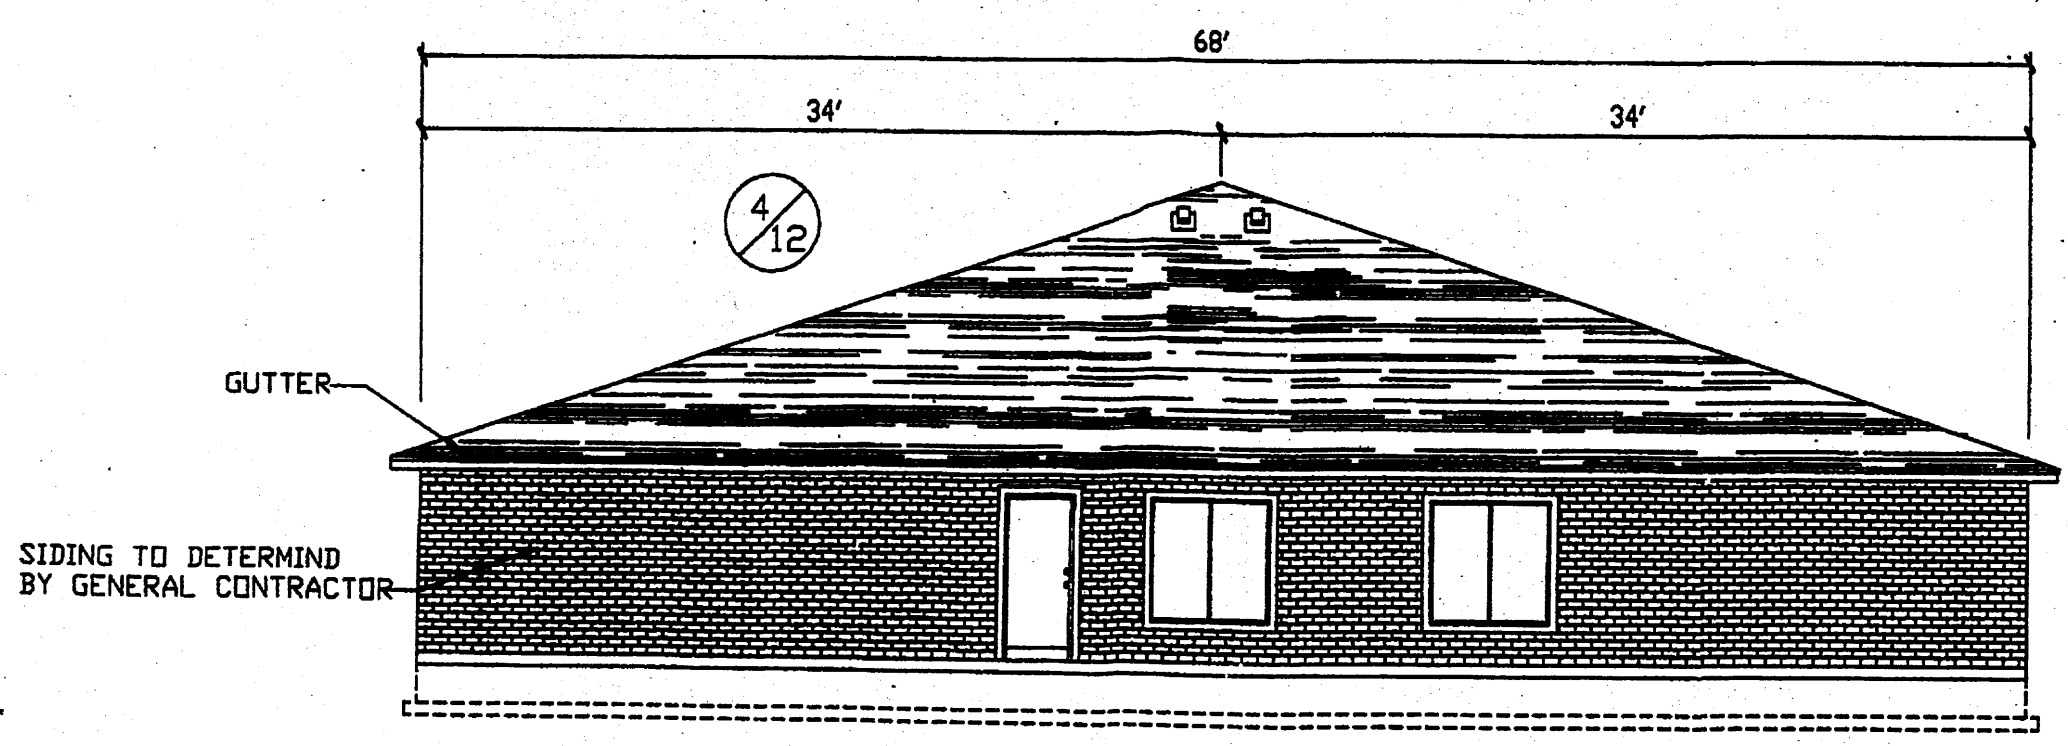 68'
34'
34'
4
12
GUTTER
SIDING TO DETERMIND
BY GENERAL CONTRACTOR